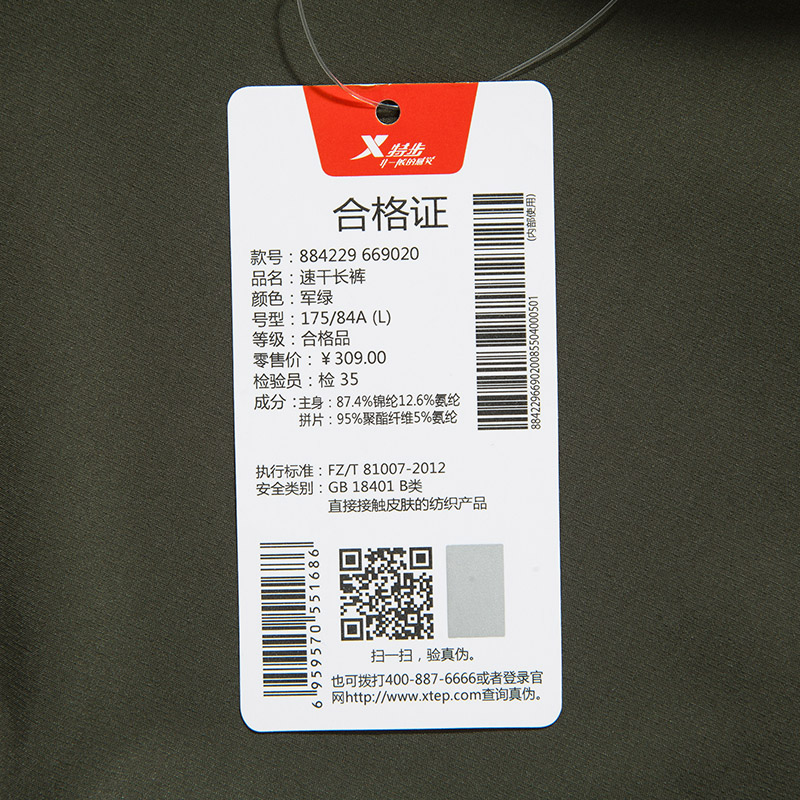 X 特步
非一般的感觉
合格证
款号：884229 669020
品名：速干长裤
颜色：军绿
号型：175/84A (L)
等级：合格品
零售价：￥309.00
检验员：检 35
成分：主身：87.4%锦纶12.6%氨纶
拼片：95%聚酯纤维5%氨纶
(内部使用)
88422966902008550400​0501
执行标准：FZ/T 81007-2012
安全类别：GB 18401 B类
直接接触皮肤的纺织产品
6 959570 551686
扫一扫，验真伪。
也可拨打400-887-6666或者登录官
网http://www.xtep.com查询真伪。